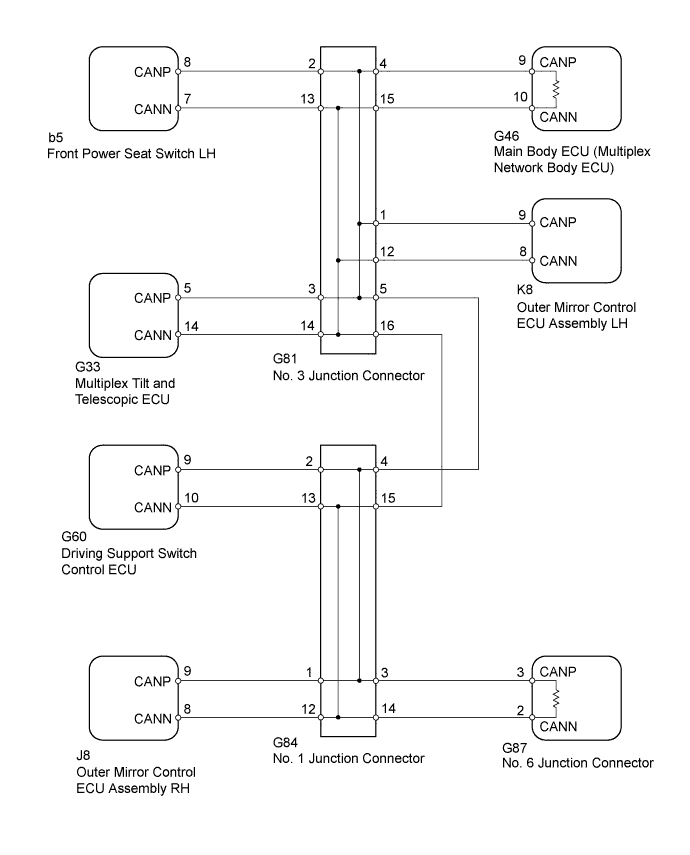 8 2 4 9 CANP
CANP
7 13 15 10
CANN CANN
b5
Front Power Seat Switch LH
G46
Main Body ECU (Multiplex
Network Body ECU)
1 9 CANP
12 8 CANN
K8
Outer Mirror Control
ECU Assembly LH
CANP 5 3 5
CANN 14 14 16
G33
Multiplex Tilt and
Telescopic ECU
G81
No. 3 Junction Connector
CANP 9 2 4
CANN 10 13 15
G60
Driving Support Switch
Control ECU
CANP 9 1 3 3 CANP
CANN 8 12 14 2 CANN
J8
Outer Mirror Control
ECU Assembly RH
G84
No. 1 Junction Connector
G87
No. 6 Junction Connector